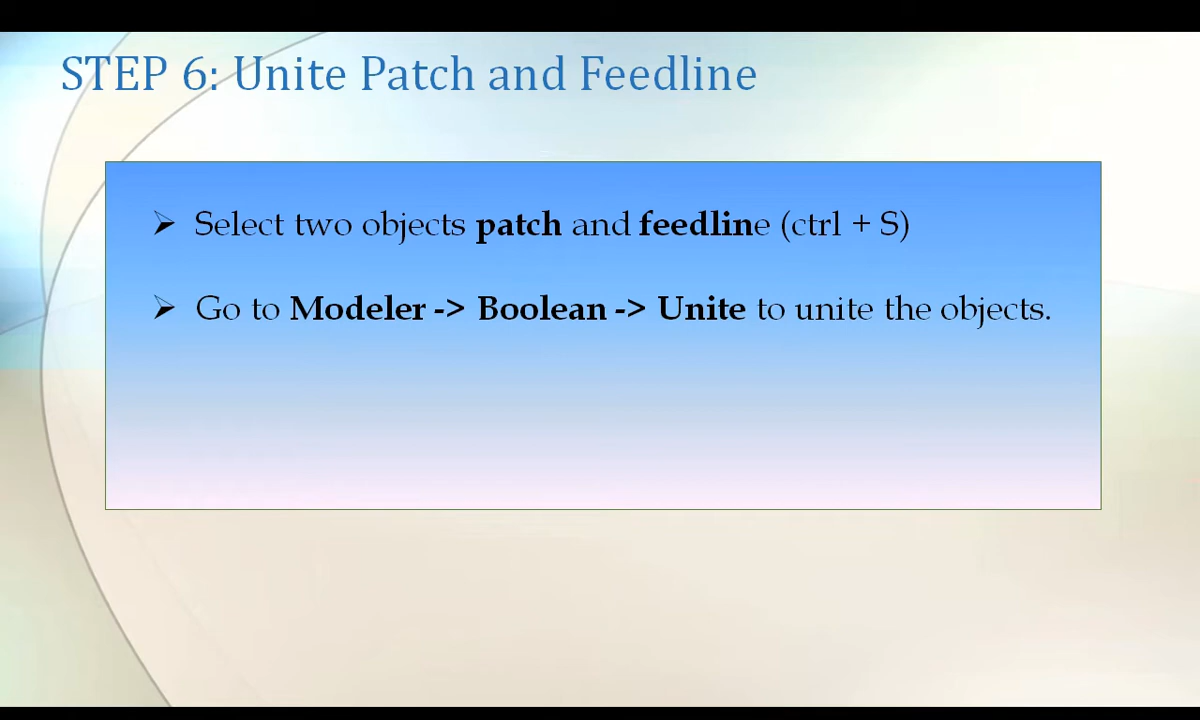 STEP 6: Unite Patch and Feedline
➢ Select two objects patch and feedline (ctrl + S)
➢ Go to Modeler -> Boolean -> Unite to unite the objects.